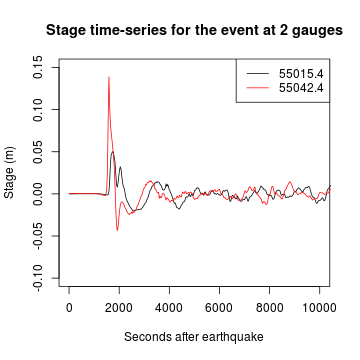 Stage time-series for the event at 2 gauges
Stage (m)
0.15
0.10
0.05
0.00
-0.05
-0.10
55015.4
55042.4
0 2000 4000 6000 8000 10000
Seconds after earthquake